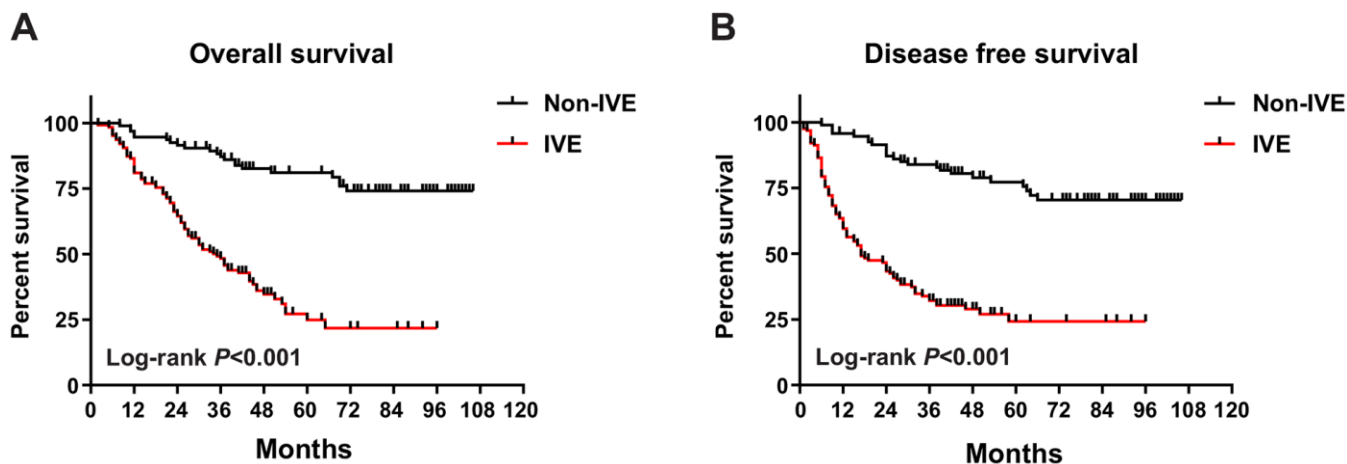 A
Overall survival
Non-IVE
IVE
Percent survival
100
75
50
25
0
Log-rank P<0.001
0 12 24 36 48 60 72 84 96 108 120
Months
B
Disease free survival
Non-IVE
IVE
Percent survival
100
75
50
25
0
Log-rank P<0.001
0 12 24 36 48 60 72 84 96 108 120
Months